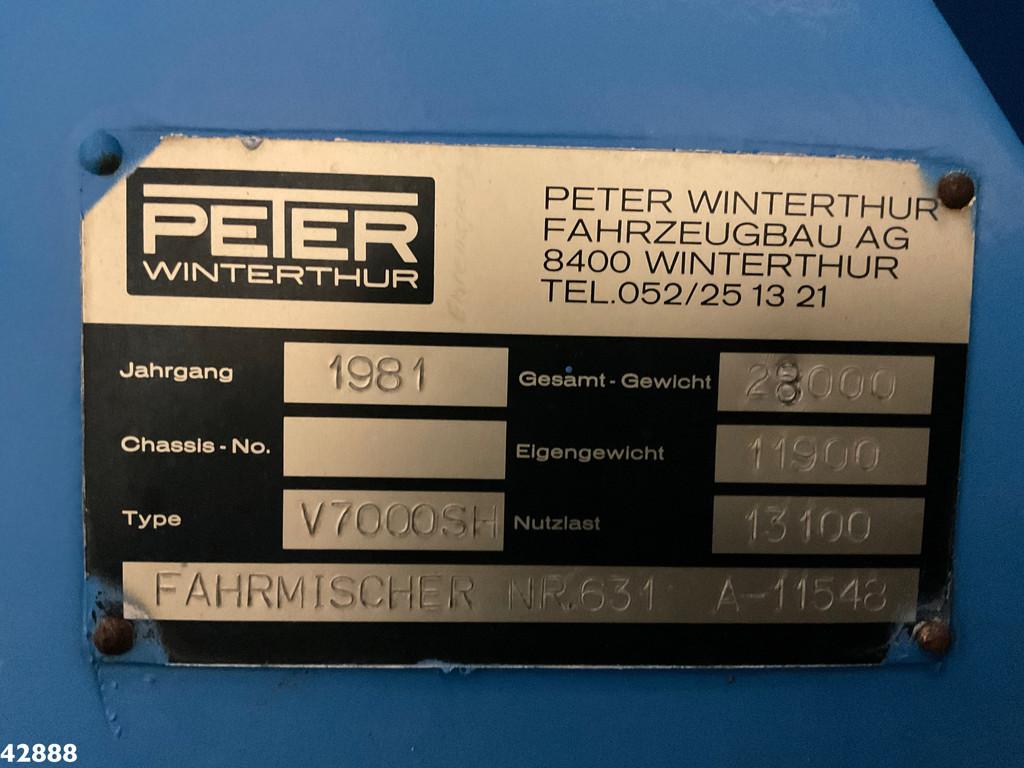 PETER
WINTERTHUR
PETER WINTERTHUR
FAHRZEUGBAU AG
8400 WINTERTHUR
TEL.052/25 13 21
Jahrgang 1981 Gesamt-Gewicht 28000
Chassis-No. Eigengewicht 11900
Type V7000SH Nutzlast 13100
FAHRMISCHER NR.631 A-11548
42888